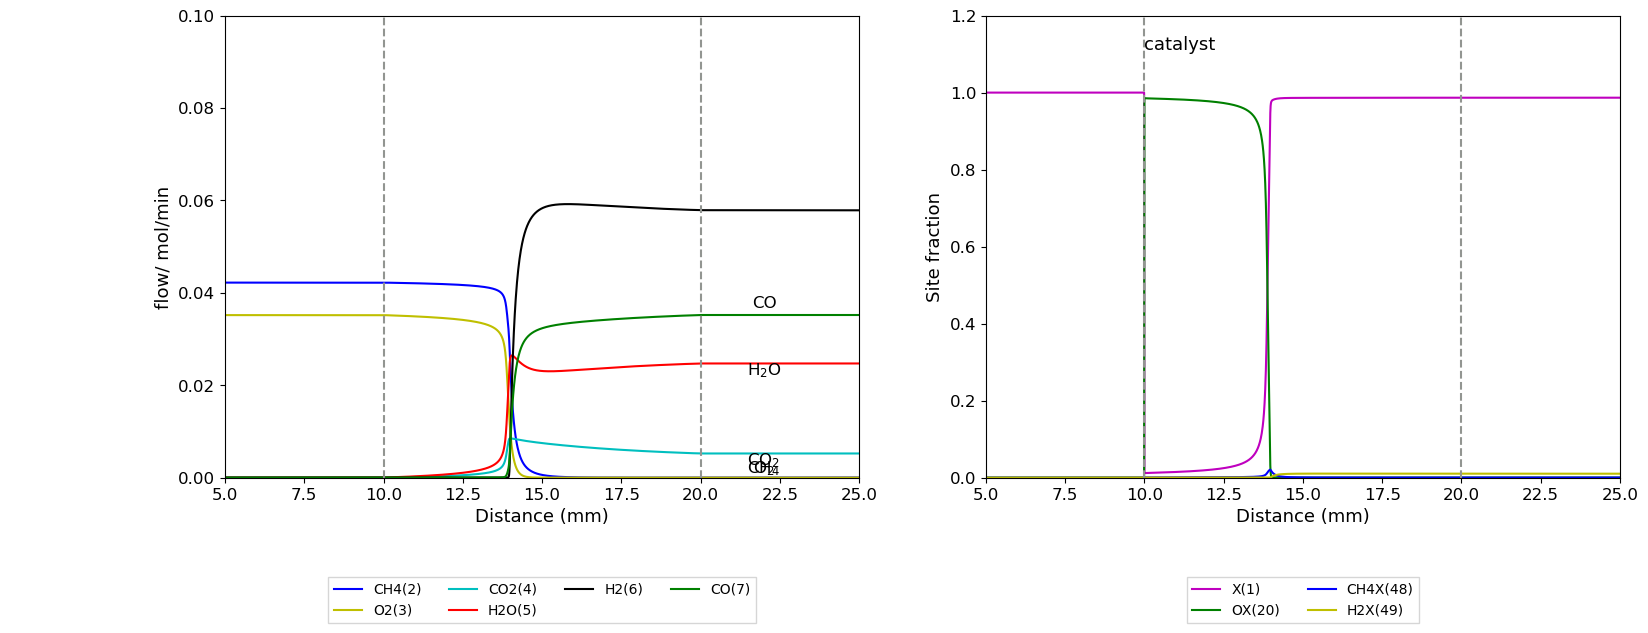 0.10
0.08
0.06
0.04
0.02
0.00
flow/ mol/min
CO
H₂O
CO₂
5.0 7.5 10.0 12.5 15.0 17.5 20.0 22.5 25.0
Distance (mm)
CH4(2) CO2(4) H2(6) CO(7)
O2(3) H2O(5)
1.2
1.0
0.8
0.6
0.4
0.2
0.0
Site fraction
catalyst
5.0 7.5 10.0 12.5 15.0 17.5 20.0 22.5 25.0
Distance (mm)
X(1) CH4X(48)
OX(20) H2X(49)